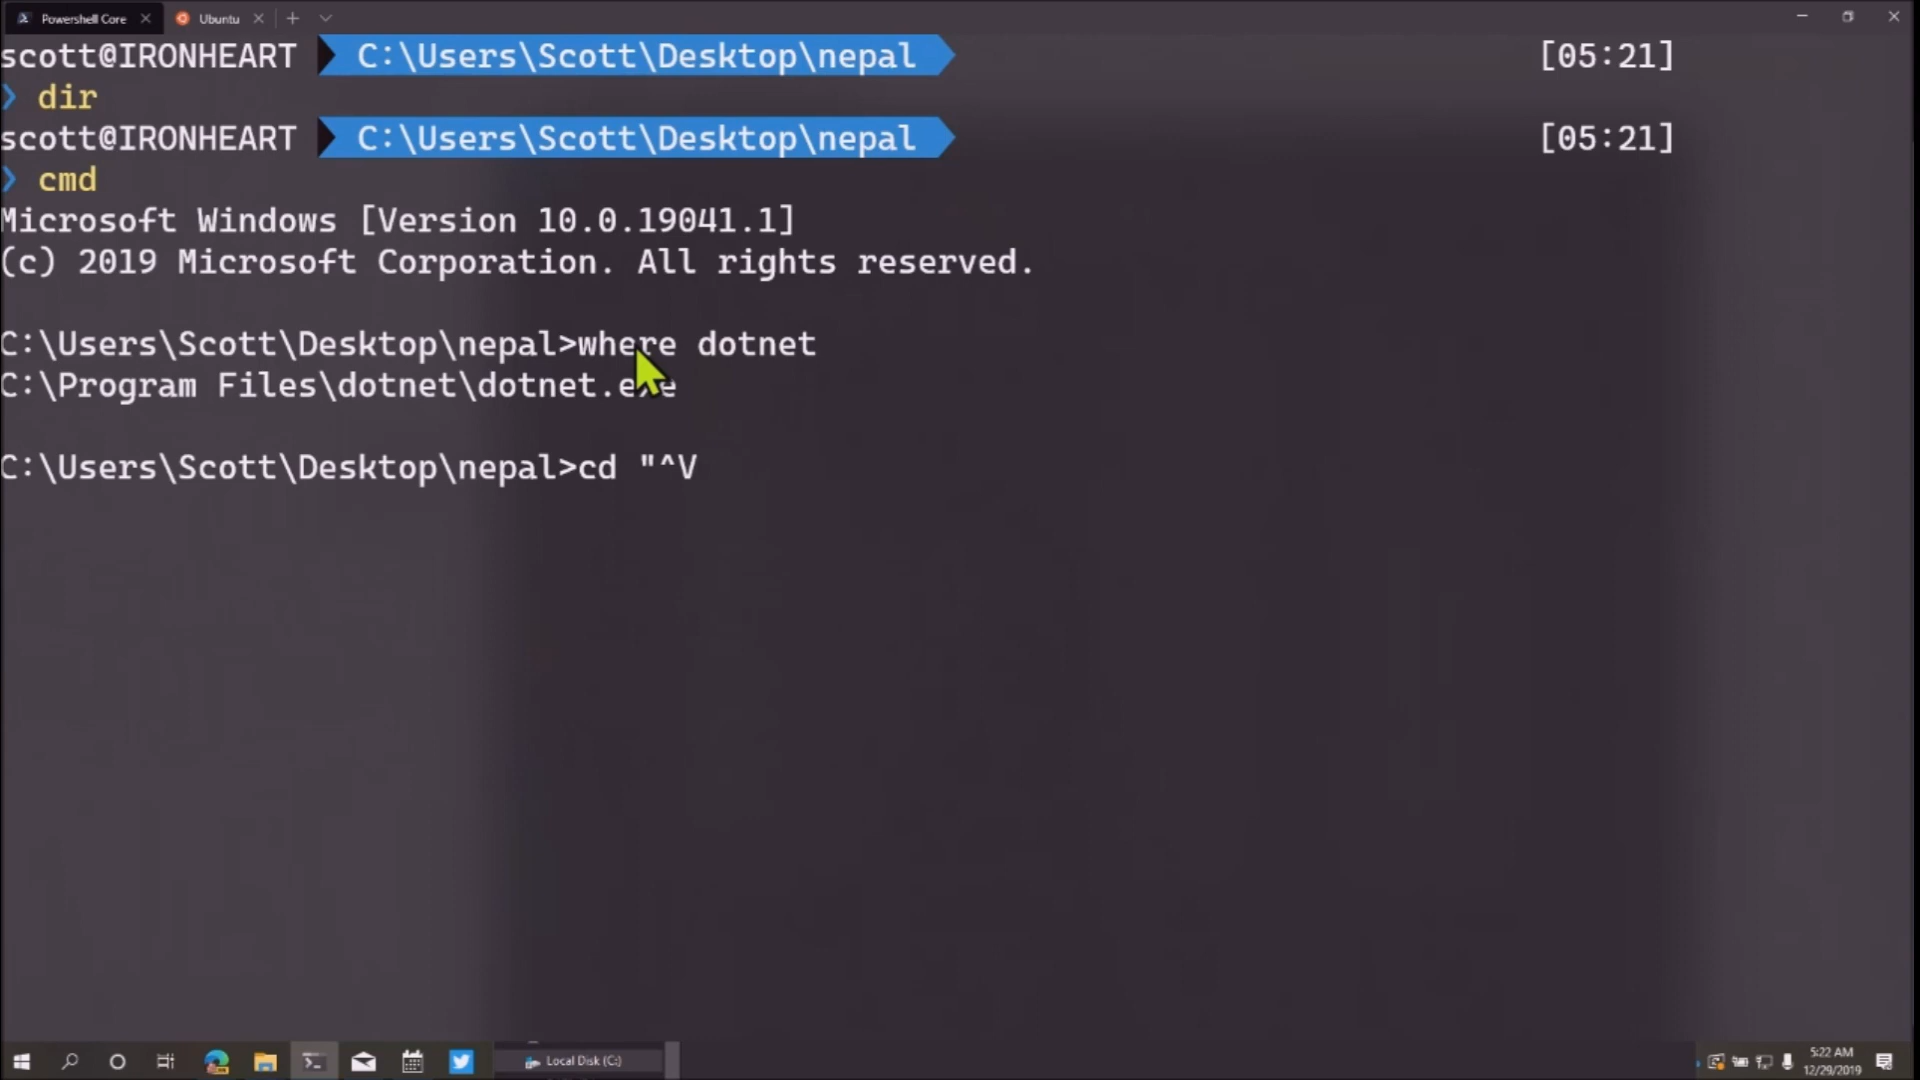 Powershell Core
Ubuntu
scott@IRONHEART C:\Users\Scott\Desktop\nepal [05:21]
❯ dir
scott@IRONHEART C:\Users\Scott\Desktop\nepal [05:21]
❯ cmd
Microsoft Windows [Version 10.0.19041.1]
(c) 2019 Microsoft Corporation. All rights reserved.
C:\Users\Scott\Desktop\nepal>where dotnet
C:\Program Files\dotnet\dotnet.exe
C:\Users\Scott\Desktop\nepal>cd "^V
Local Disk (C:)
5:22 AM
12/29/2019